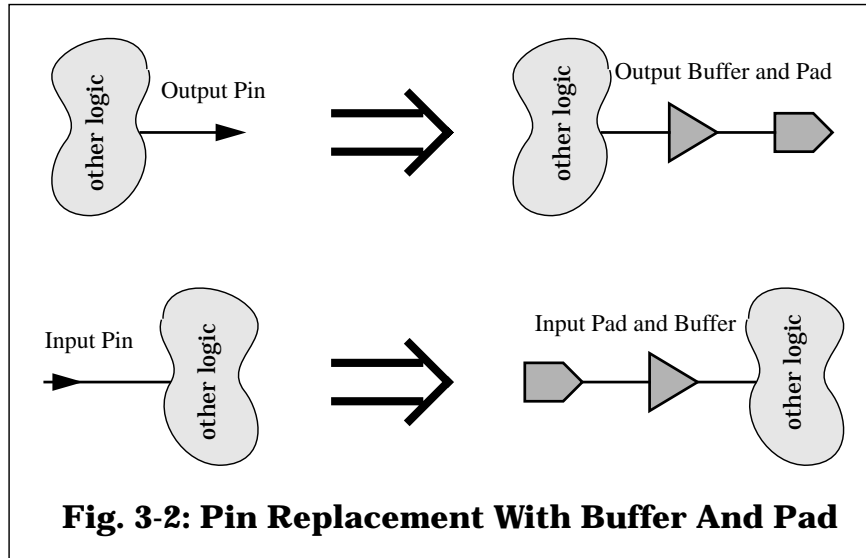 other logic
Output Pin
other logic
Output Buffer and Pad
Input Pin
other logic
Input Pad and Buffer
other logic
Fig. 3-2: Pin Replacement With Buffer And Pad